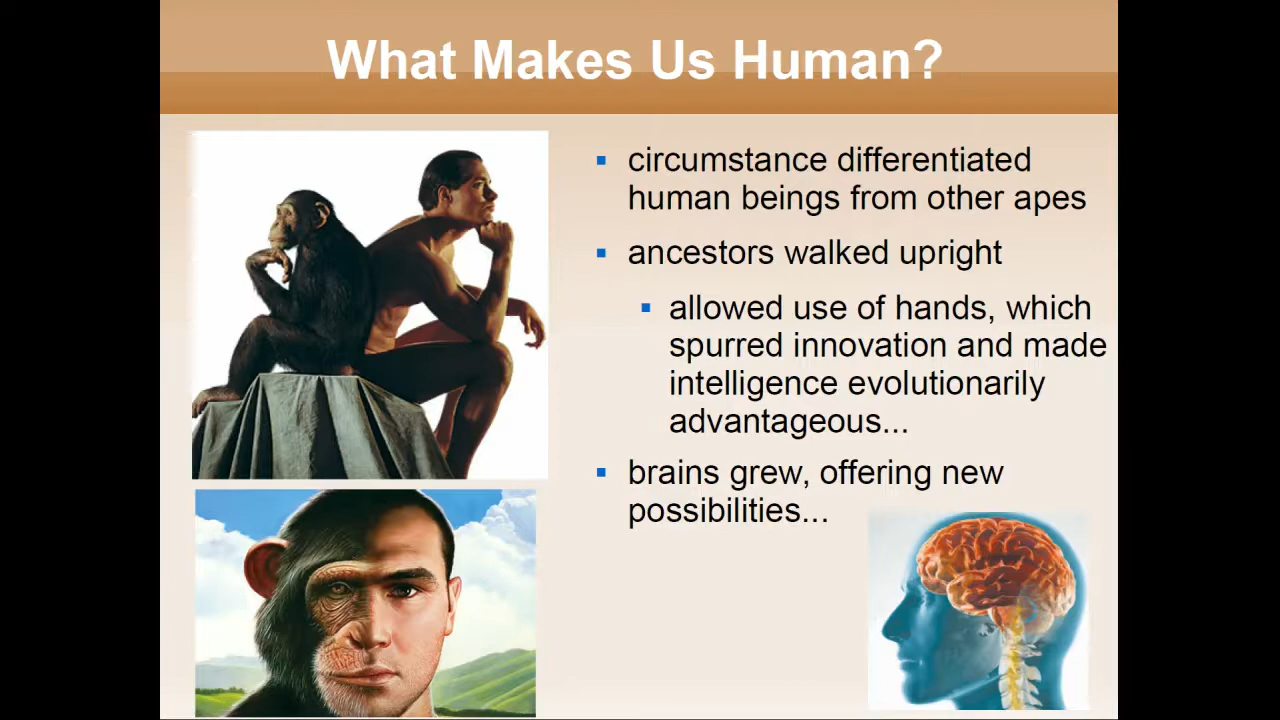 What Makes Us Human?
▪ circumstance differentiated
human beings from other apes
▪ ancestors walked upright
▪ allowed use of hands, which
spurred innovation and made
intelligence evolutionarily
advantageous...
▪ brains grew, offering new
possibilities...